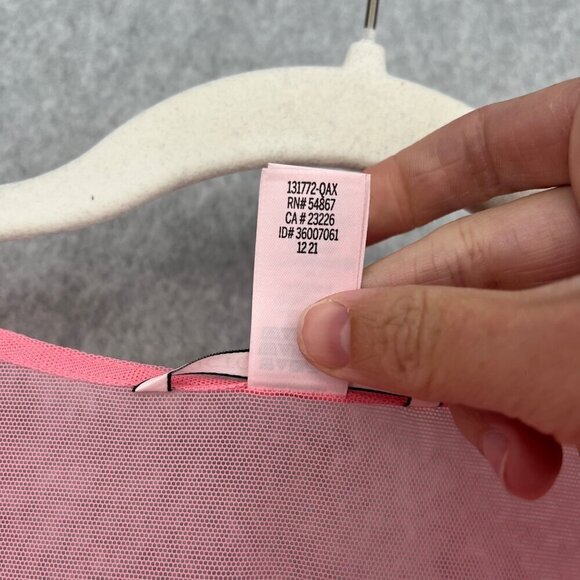 131772-QAX
RN# 54867
CA # 23226
ID# 36007061
12 21